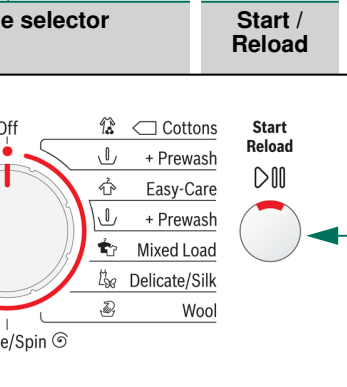 e selector
Start /
Reload
Off
Cottons
+ Prewash
Easy-Care
+ Prewash
Mixed Load
Delicate/Silk
Wool
Start
Reload
e/Spin